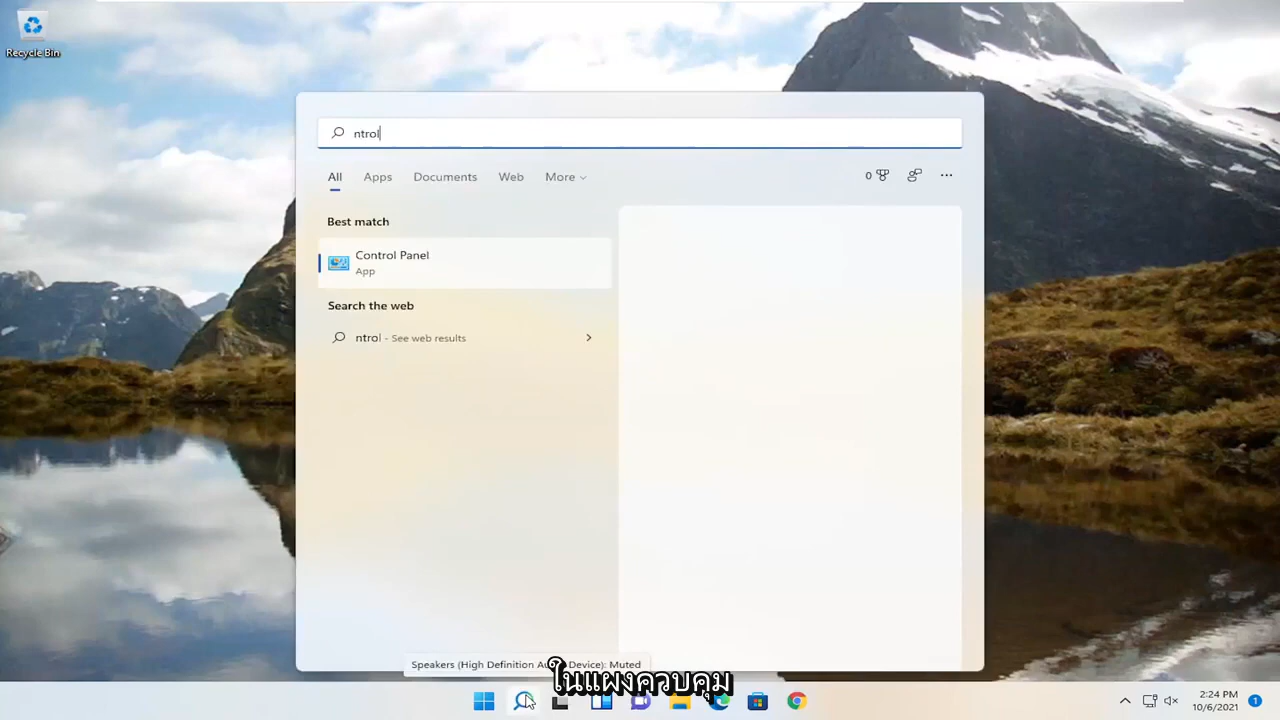 Recycle Bin
ntrol
All Apps Documents Web More
0
Best match
Control Panel
App
Search the web
ntrol - See web results
Speakers (High Definition Au Device): Muted
ในแผงควบคุม
2:24 PM
10/6/2021
1